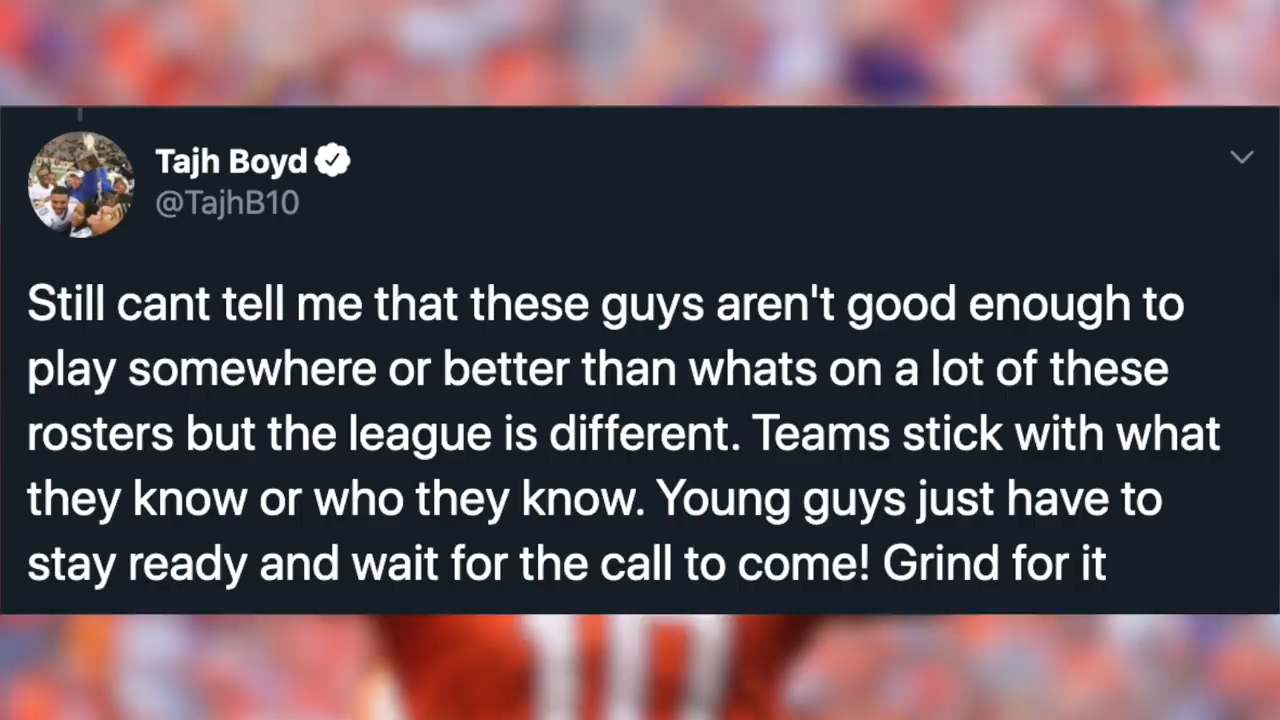 Tajh Boyd
@TajhB10
Still cant tell me that these guys aren't good enough to
play somewhere or better than whats on a lot of these
rosters but the league is different. Teams stick with what
they know or who they know. Young guys just have to
stay ready and wait for the call to come! Grind for it
10